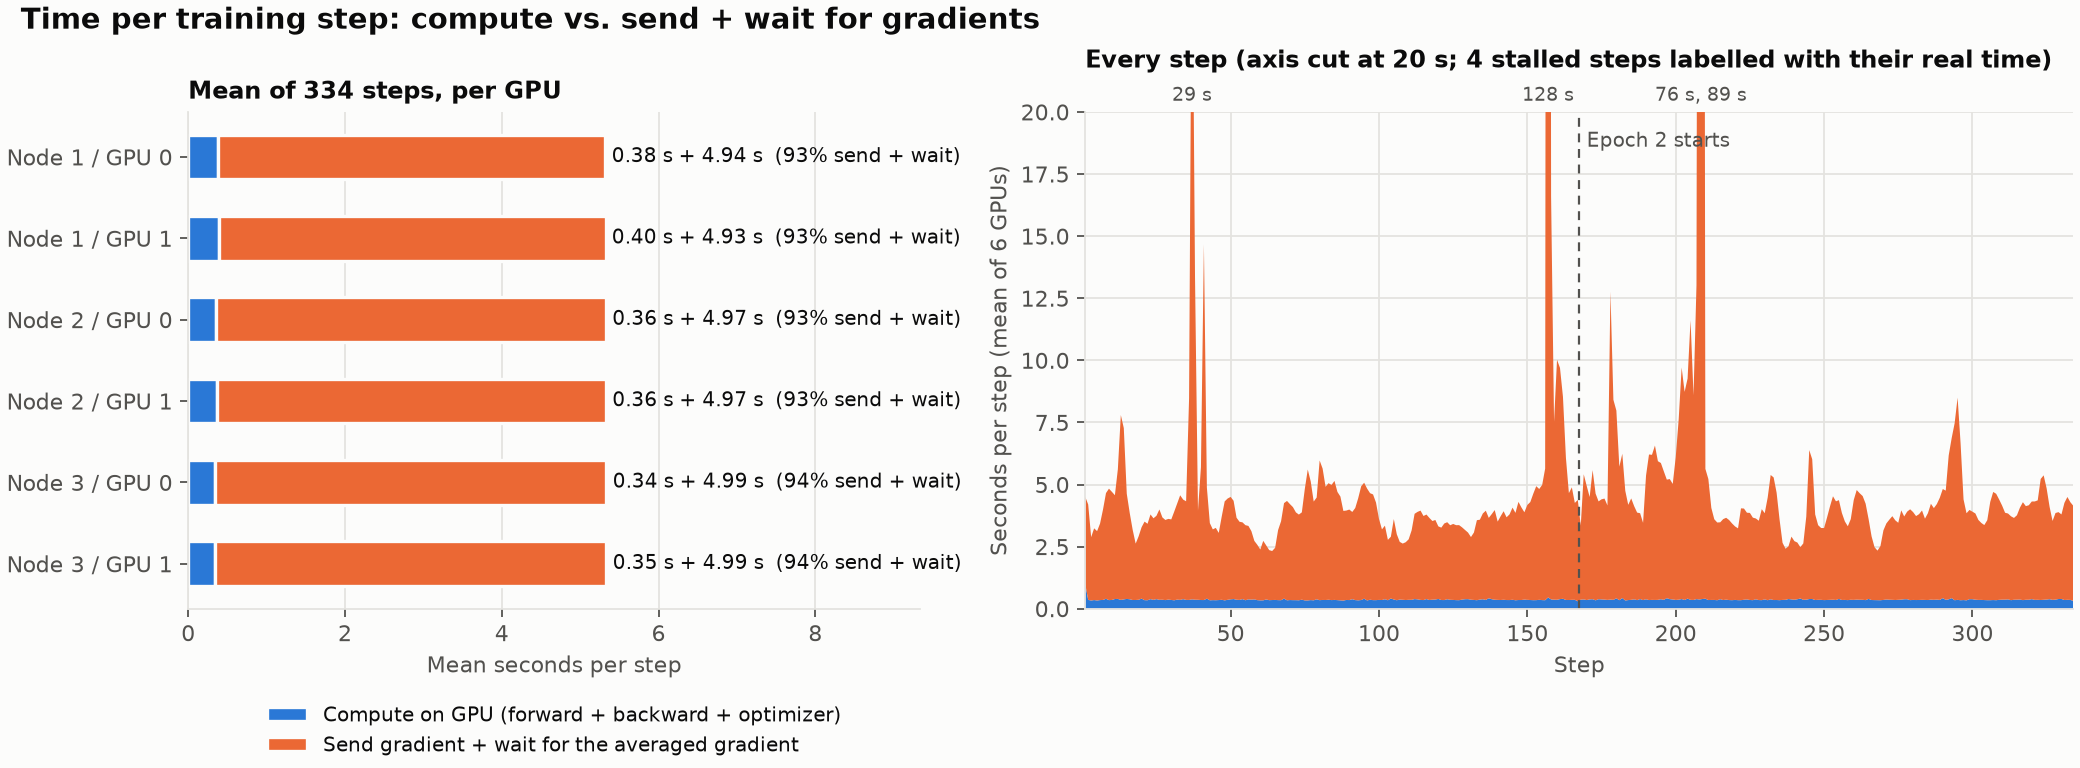 Time per training step: compute vs. send + wait for gradients
Mean of 334 steps, per GPU
Node 1 / GPU 0
0.38 s + 4.94 s (93% send + wait)
Node 1 / GPU 1
0.40 s + 4.93 s (93% send + wait)
Node 2 / GPU 0
0.36 s + 4.97 s (93% send + wait)
Node 2 / GPU 1
0.36 s + 4.97 s (93% send + wait)
Node 3 / GPU 0
0.34 s + 4.99 s (94% send + wait)
Node 3 / GPU 1
0.35 s + 4.99 s (94% send + wait)
0 2 4 6 8
Mean seconds per step
Compute on GPU (forward + backward + optimizer)
Send gradient + wait for the averaged gradient
Every step (axis cut at 20 s; 4 stalled steps labelled with their real time)
29 s 128 s 76 s, 89 s
Epoch 2 starts
Seconds per step (mean of 6 GPUs)
20.0
17.5
15.0
12.5
10.0
7.5
5.0
2.5
0.0
50 100 150 200 250 300
Step